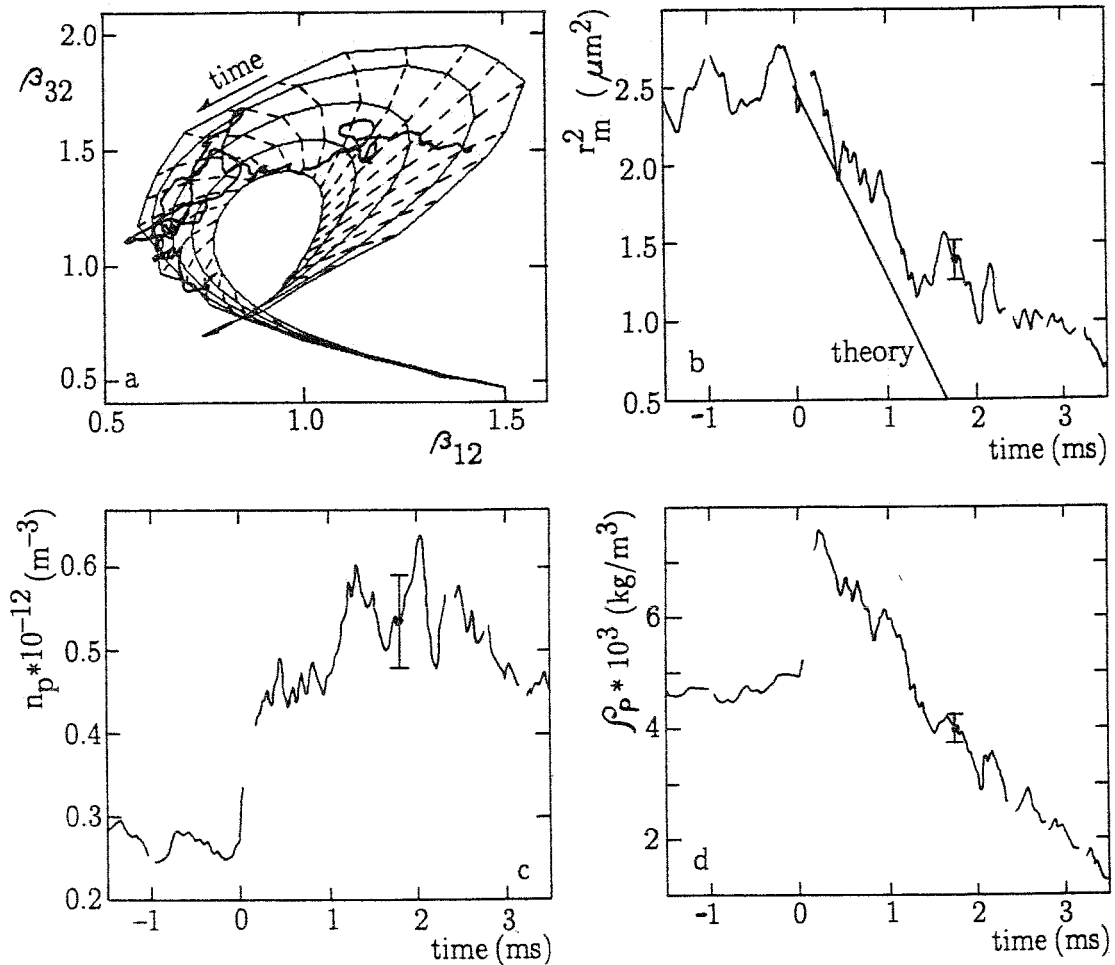 2.0
β32
time
1.5
1.0
0.5
a
0.5
1.0
1.5
β12
r²m (μm²)
2.5
2.0
1.5
1.0
0.5
theory
b
-1
0
1
2
3
time (ms)
np*10⁻¹² (m⁻³)
0.6
0.5
0.4
0.3
0.2
c
-1
0
1
2
3
time (ms)
ρp * 10³ (kg/m³)
6
4
2
d
-1
0
1
2
3
time (ms)